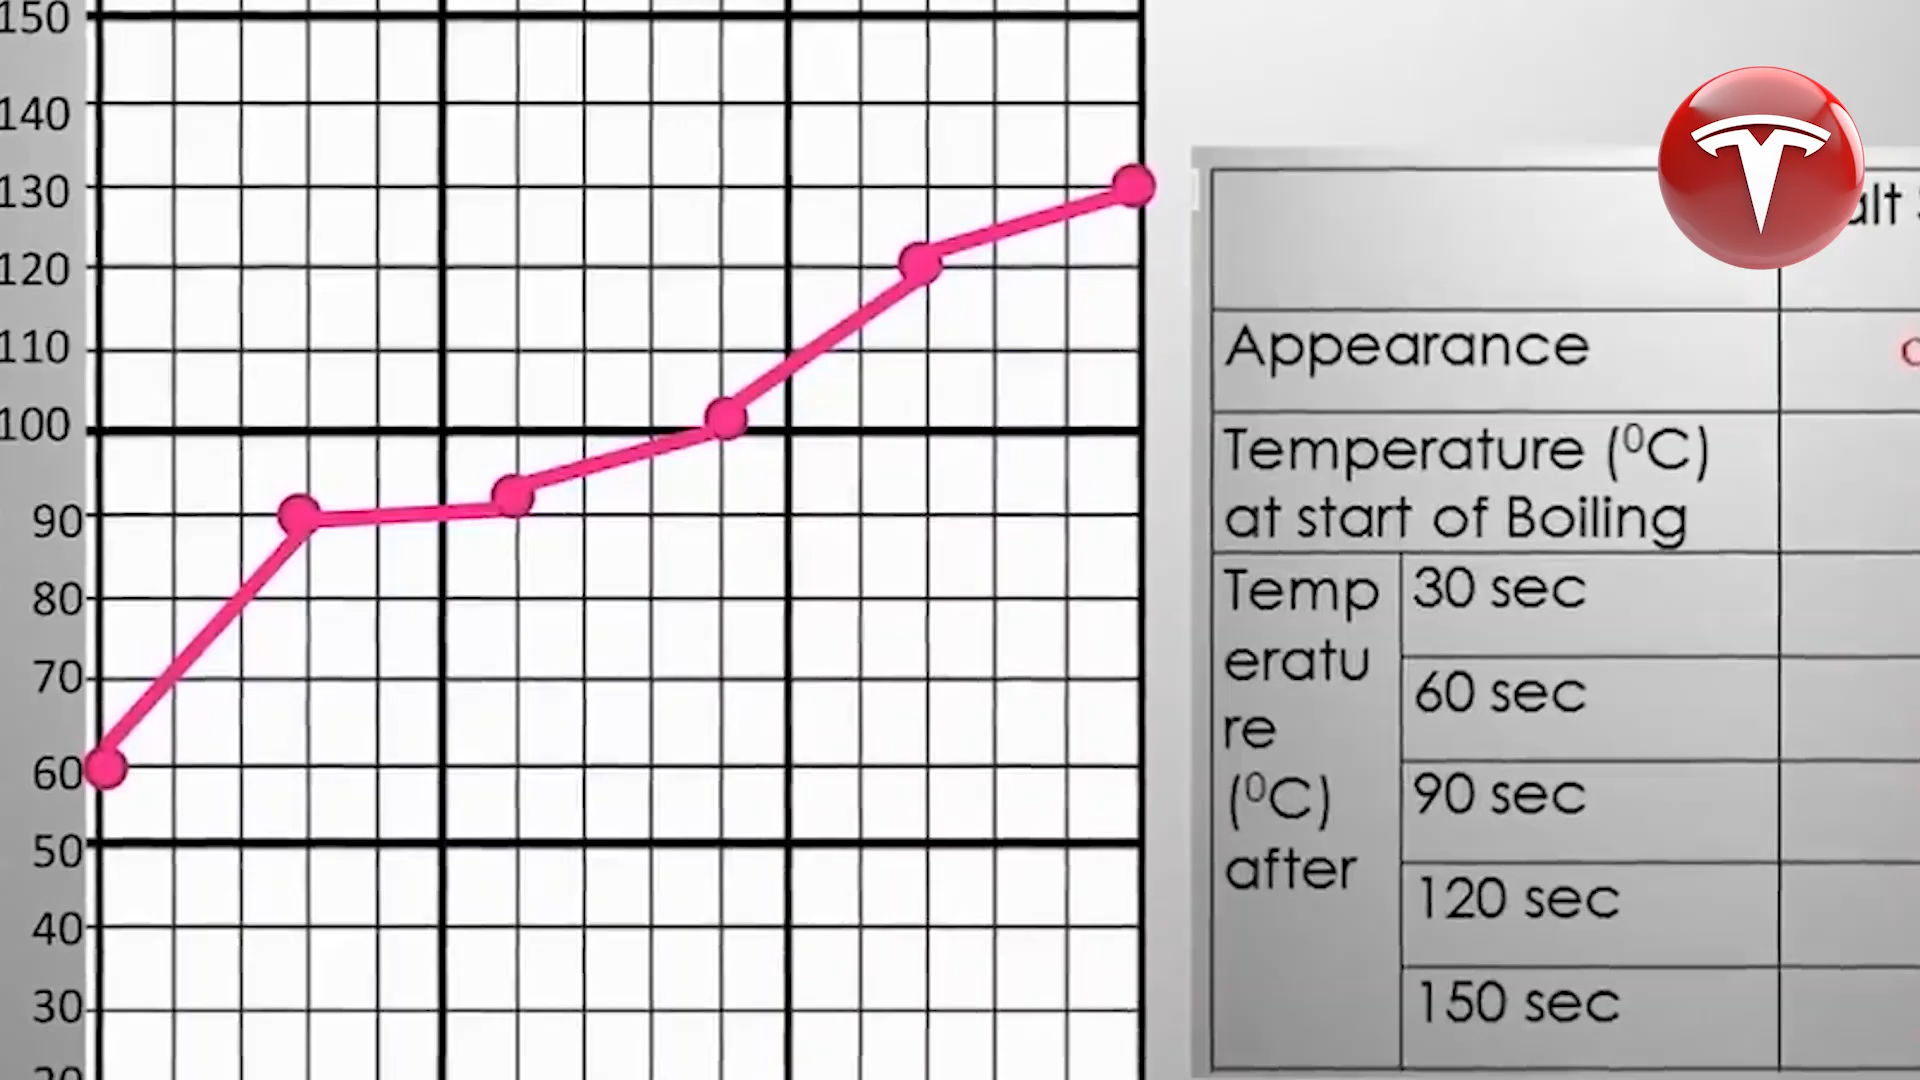 150
140
130
120
110
100
90
80
70
60
50
40
30
Appearance
Temperature (⁰C)
at start of Boiling
Temp
eratu
re
(⁰C)
after
30 sec
60 sec
90 sec
120 sec
150 sec